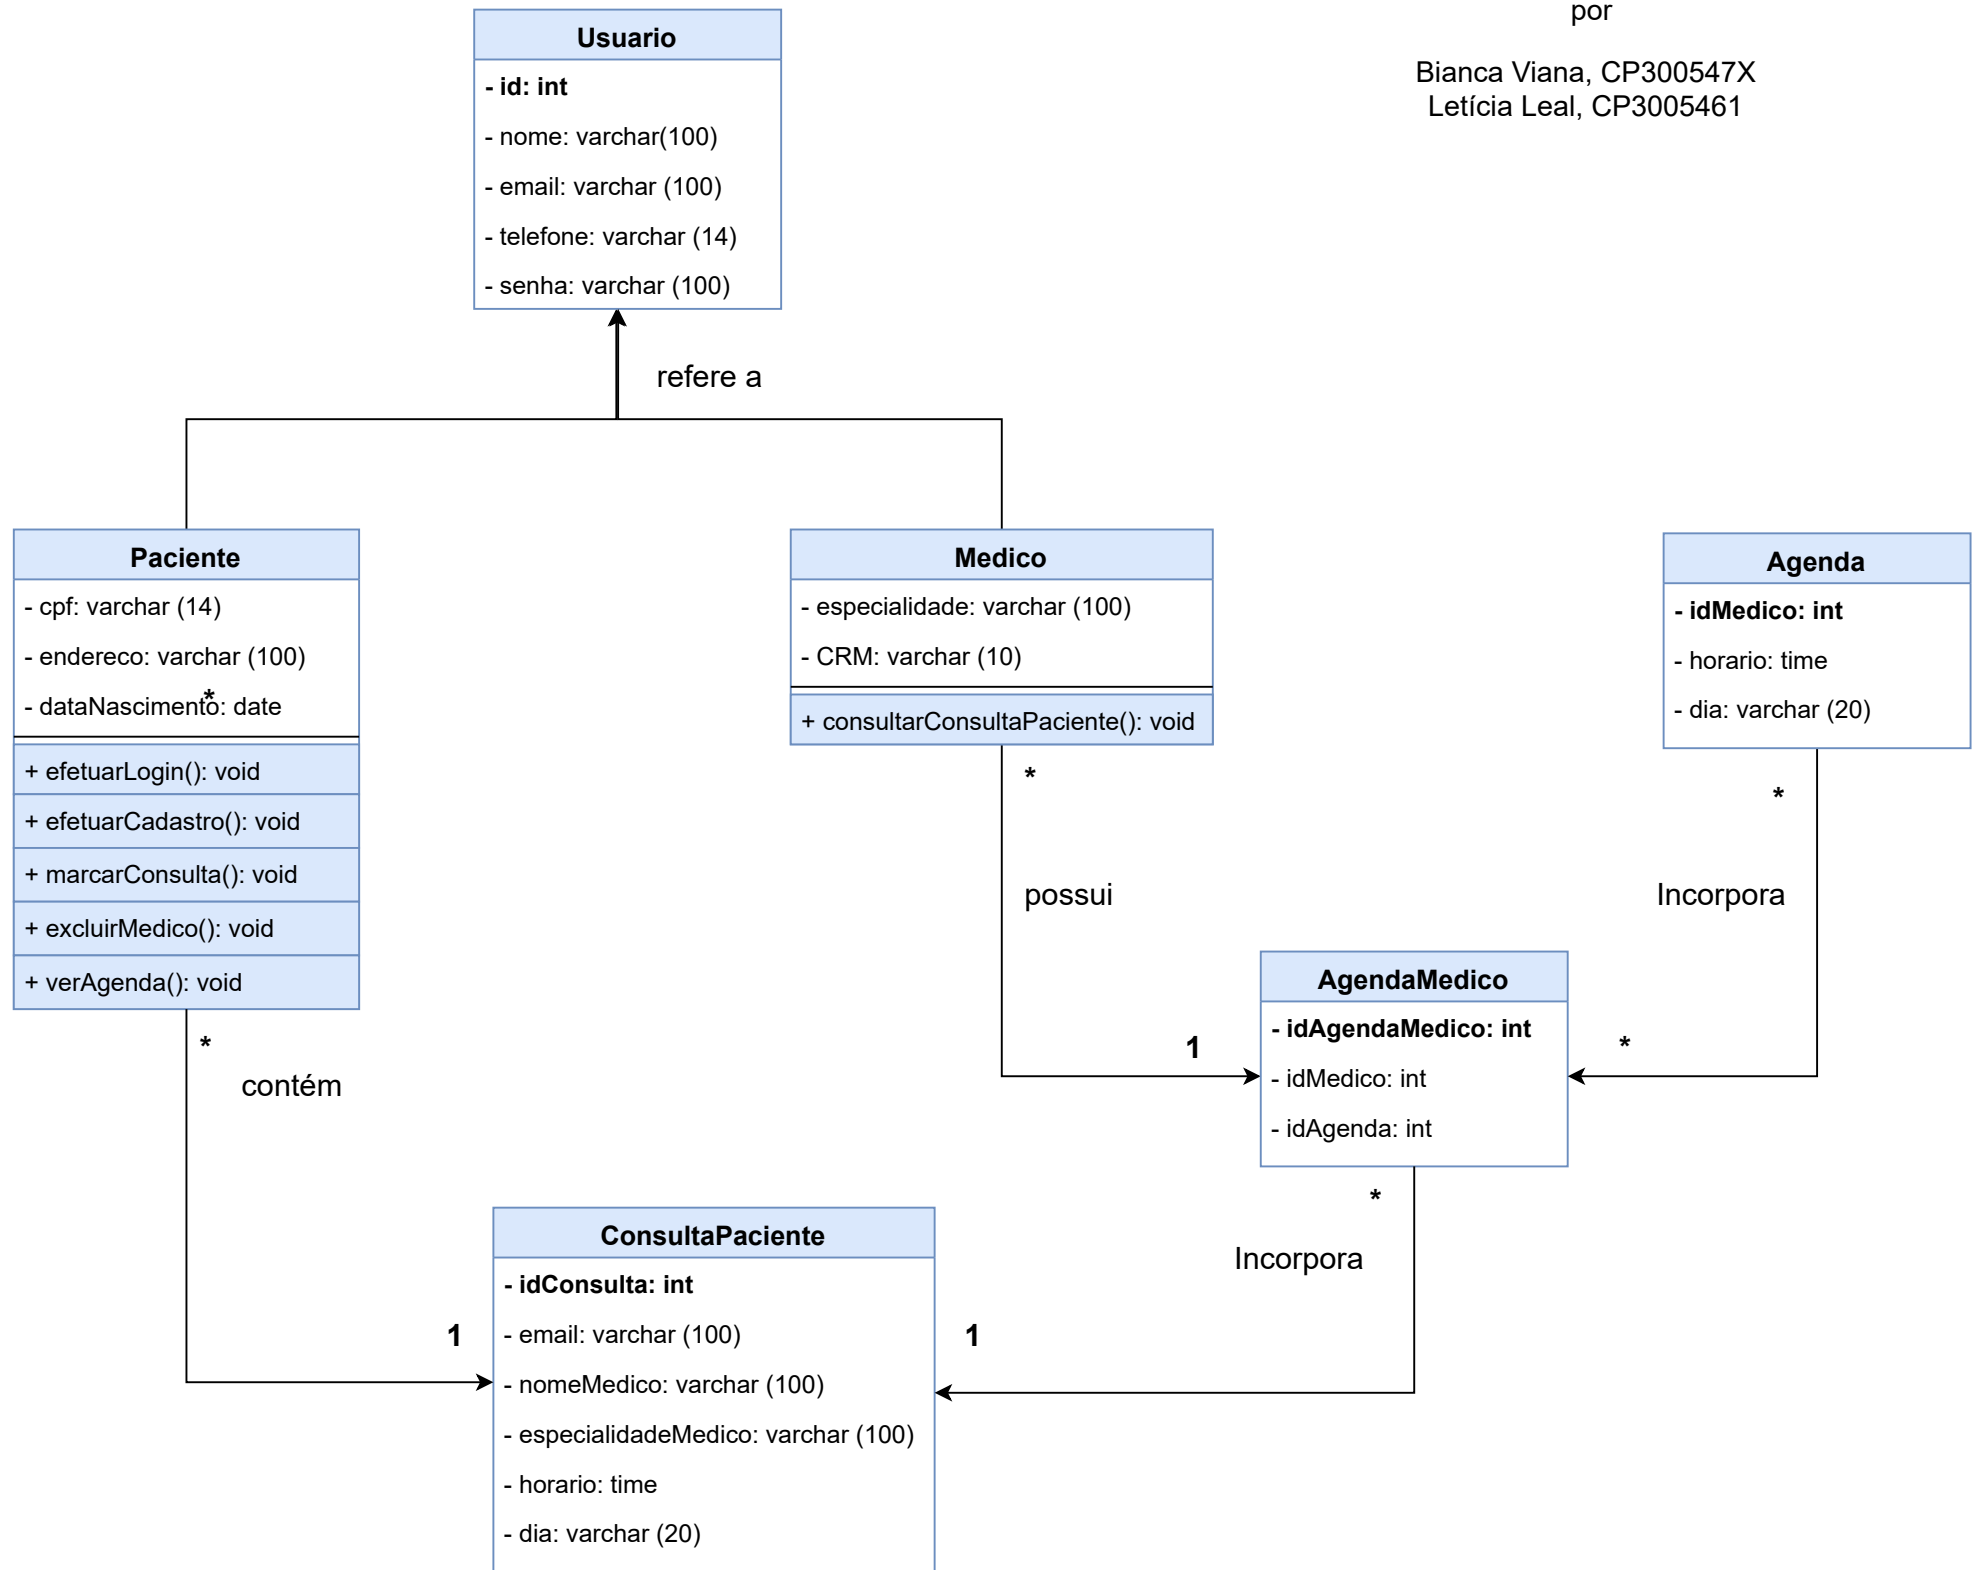 por
Bianca Viana, CP300547X
Letícia Leal, CP3005461
Usuario
- id: int
- nome: varchar(100)
- email: varchar (100)
- telefone: varchar (14)
- senha: varchar (100)
refere a
Paciente
- cpf: varchar (14)
- endereco: varchar (100)
*
- dataNascimento: date
+ efetuarLogin(): void
+ efetuarCadastro(): void
+ marcarConsulta(): void
+ excluirMedico(): void
+ verAgenda(): void
Medico
- especialidade: varchar (100)
- CRM: varchar (10)
+ consultarConsultaPaciente(): void
Agenda
- idMedico: int
- horario: time
- dia: varchar (20)
*
possui
1
*
Incorpora
*
AgendaMedico
- idAgendaMedico: int
- idMedico: int
- idAgenda: int
*
contém
1
*
Incorpora
1
ConsultaPaciente
- idConsulta: int
- email: varchar (100)
- nomeMedico: varchar (100)
- especialidadeMedico: varchar (100)
- horario: time
- dia: varchar (20)